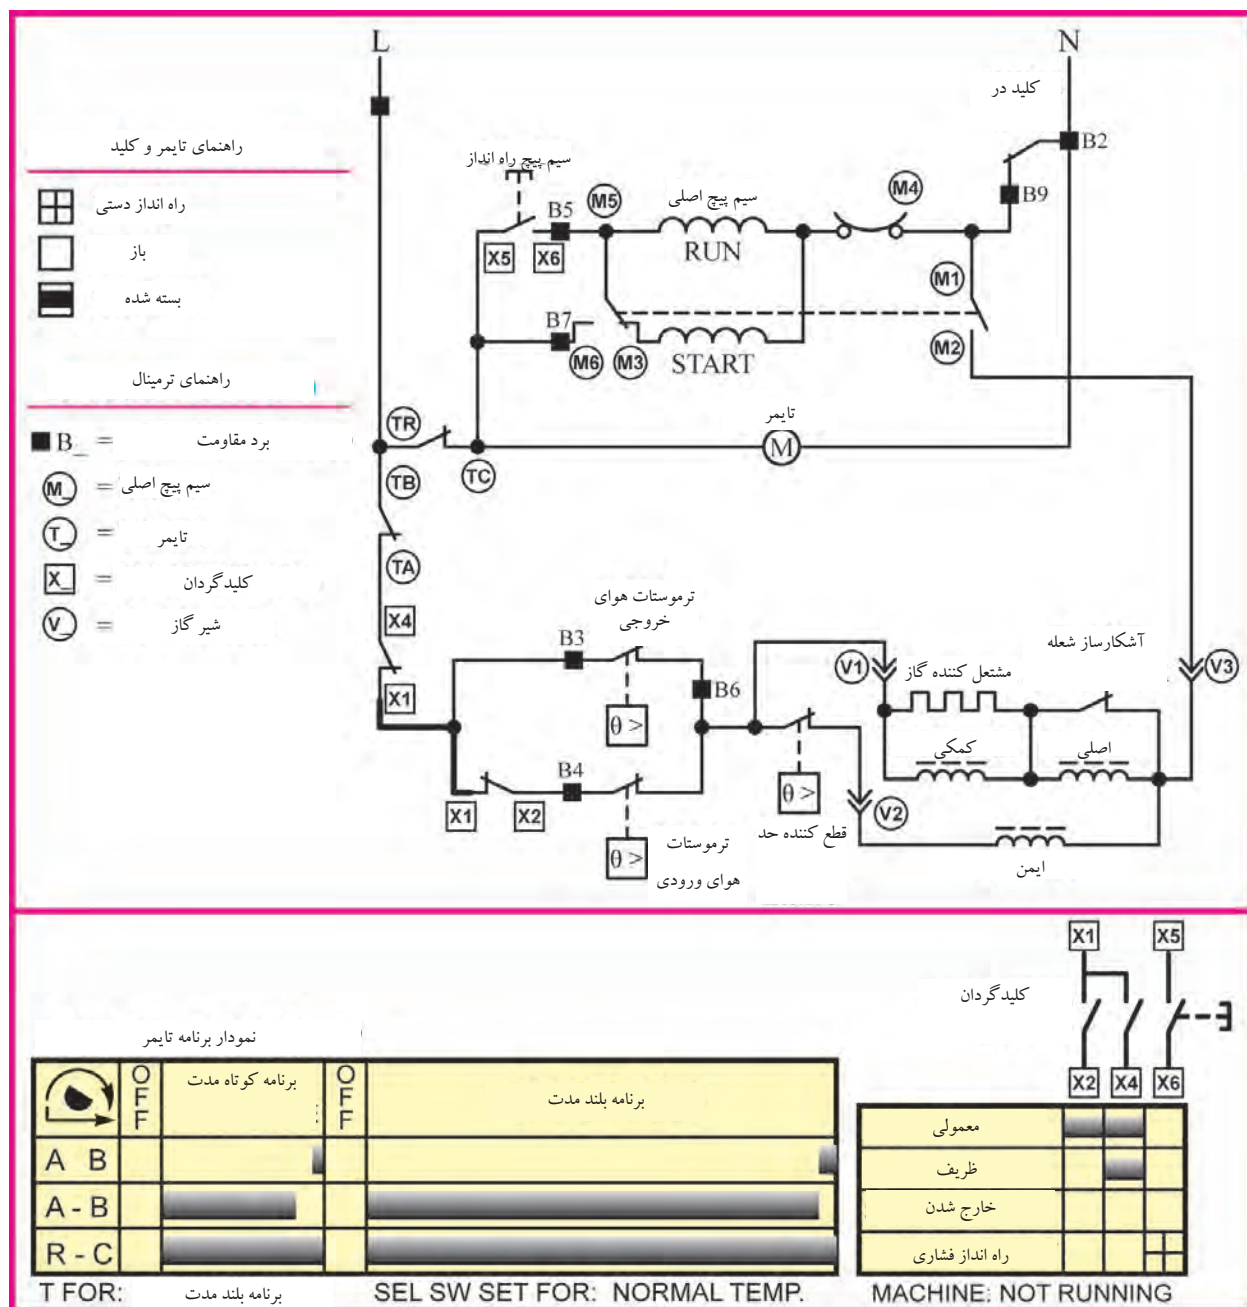 L
N
کلید در
B2
B9
راهنمای تایمر و کلید
راه انداز دستی
باز
بسته شده
سیم پیچ راه انداز
X5
X6
B5
M5
سیم پیچ اصلی
RUN
M4
M1
B7
M6
M3
START
M2
راهنمای ترمینال
B_ = برد مقاومت
M_ = سیم پیچ اصلی
T_ = تایمر
X_ = کلیدگردان
V_ = شیر گاز
TR
TC
تایمر
M
TB
TA
X4
X1
ترموستات هوای
خروجی
B3
θ >
B6
X1
X2
B4
θ >
ترموستات
هوای ورودی
θ >
قطع کننده حد
V1
مشتعل کننده گاز
آشکارساز شعله
V3
کمکی
اصلی
V2
ایمن
X1
X5
کلیدگردان
X2
X4
X6
نمودار برنامه تایمر
OFF
برنامه کوتاه مدت
OFF
برنامه بلند مدت
A B
A - B
R - C
معمولی
ظریف
خارج شدن
راه انداز فشاری
T FOR: برنامه بلند مدت SEL SW SET FOR: NORMAL TEMP. MACHINE: NOT RUNNING